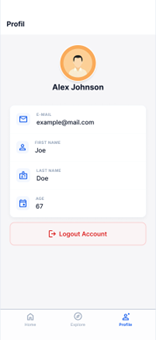 Profil
Alex Johnson
E-MAIL
example@mail.com
FIRST NAME
Joe
LAST NAME
Doe
AGE
67
Logout Account
Home
Explore
Profile